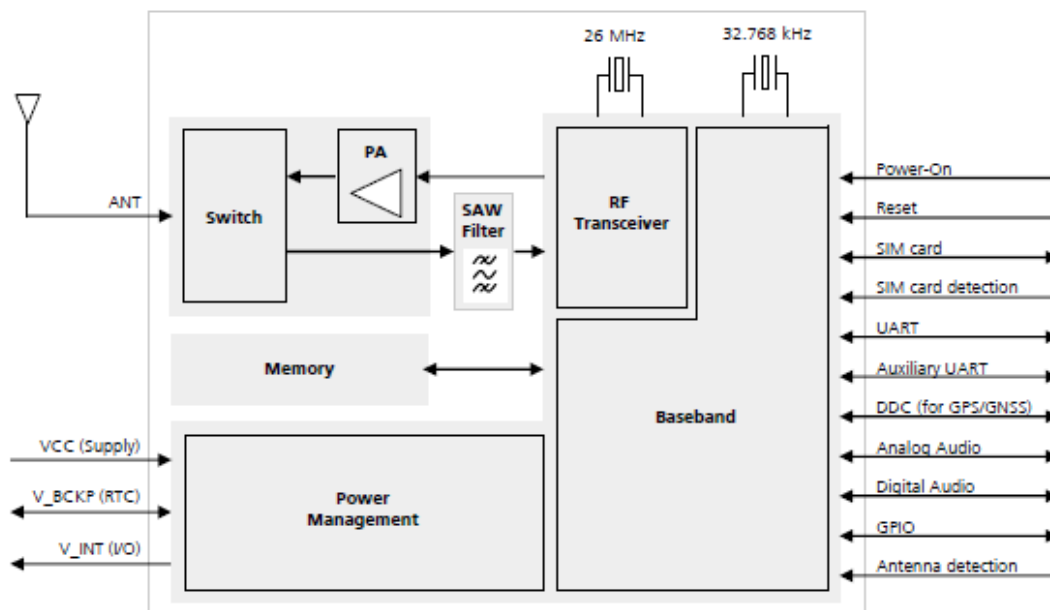 26 MHz
32.768 kHz
ANT
Switch
PA
SAW
Filter
RF
Transceiver
Memory
Baseband
Power
Management
VCC (Supply)
V_BCKP (RTC)
V_INT (I/O)
Power-On
Reset
SIM card
SIM card detection
UART
Auxiliary UART
DDC (for GPS/GNSS)
Analog Audio
Digital Audio
GPIO
Antenna detection